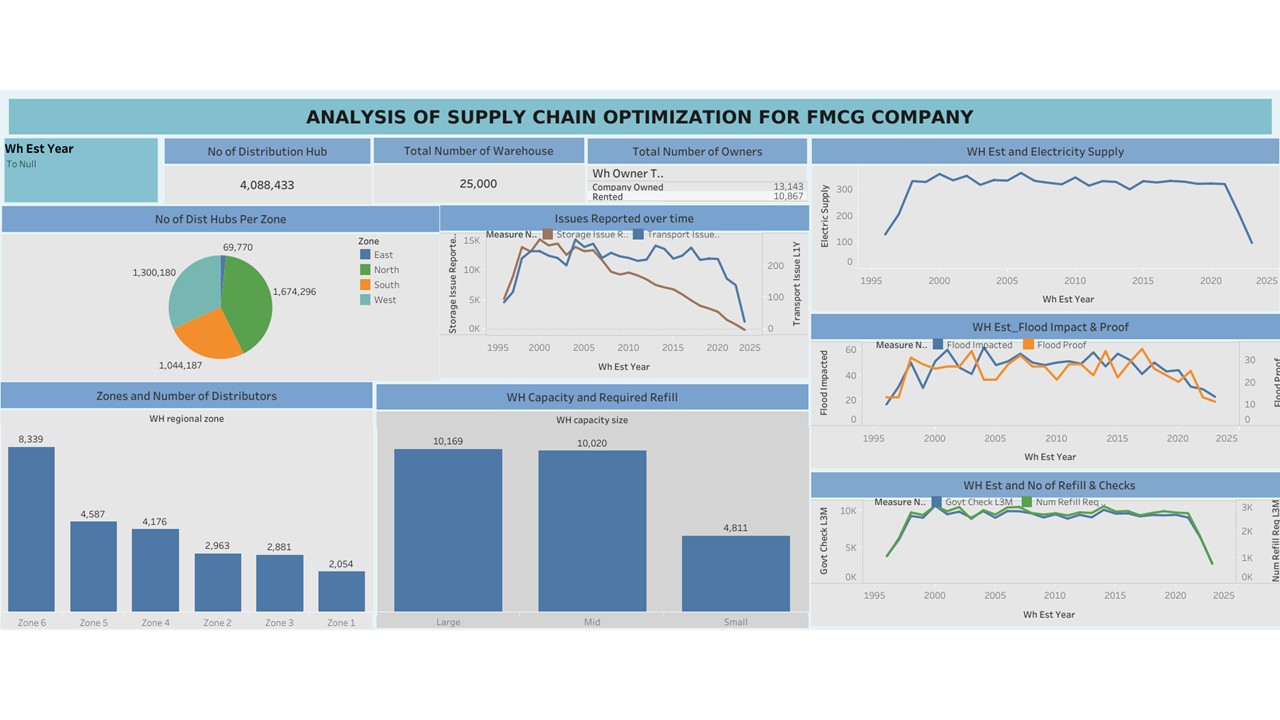 ANALYSIS OF SUPPLY CHAIN OPTIMIZATION FOR FMCG COMPANY
Wh Est Year
To Null
No of Distribution Hub
4,088,433
Total Number of Warehouse
25,000
Total Number of Owners
Wh Owner T..
Company Owned 13,143
Rented 10,867
WH Est and Electricity Supply
Electric Supply
300
200
100
0
1995 2000 2005 2010 2015 2020 2025
Wh Est Year
No of Dist Hubs Per Zone
69,770
1,300,180
1,674,296
1,044,187
Zone
East
North
South
West
Issues Reported over time
Measure N.. Storage Issue R.. Transport Issue..
Storage Issue Reporte..
15K
10K
5K
0K
Transport Issue L1Y
200
100
0
1995 2000 2005 2010 2015 2020 2025
Wh Est Year
WH Est_Flood Impact & Proof
Measure N.. Flood Impacted Flood Proof
Flood Impacted
60
40
20
0
Flood Proof
30
20
10
0
1995 2000 2005 2010 2015 2020 2025
Wh Est Year
Zones and Number of Distributors
WH regional zone
8,339
4,587
4,176
2,963
2,881
2,054
Zone 6 Zone 5 Zone 4 Zone 2 Zone 3 Zone 1
WH Capacity and Required Refill
WH capacity size
10,169
10,020
4,811
Large Mid Small
WH Est and No of Refill & Checks
Measure N.. Govt Check L3M Num Refill Req ..
Govt Check L3M
10K
5K
0K
Num Refill Req L3M
3K
2K
1K
0K
1995 2000 2005 2010 2015 2020 2025
Wh Est Year